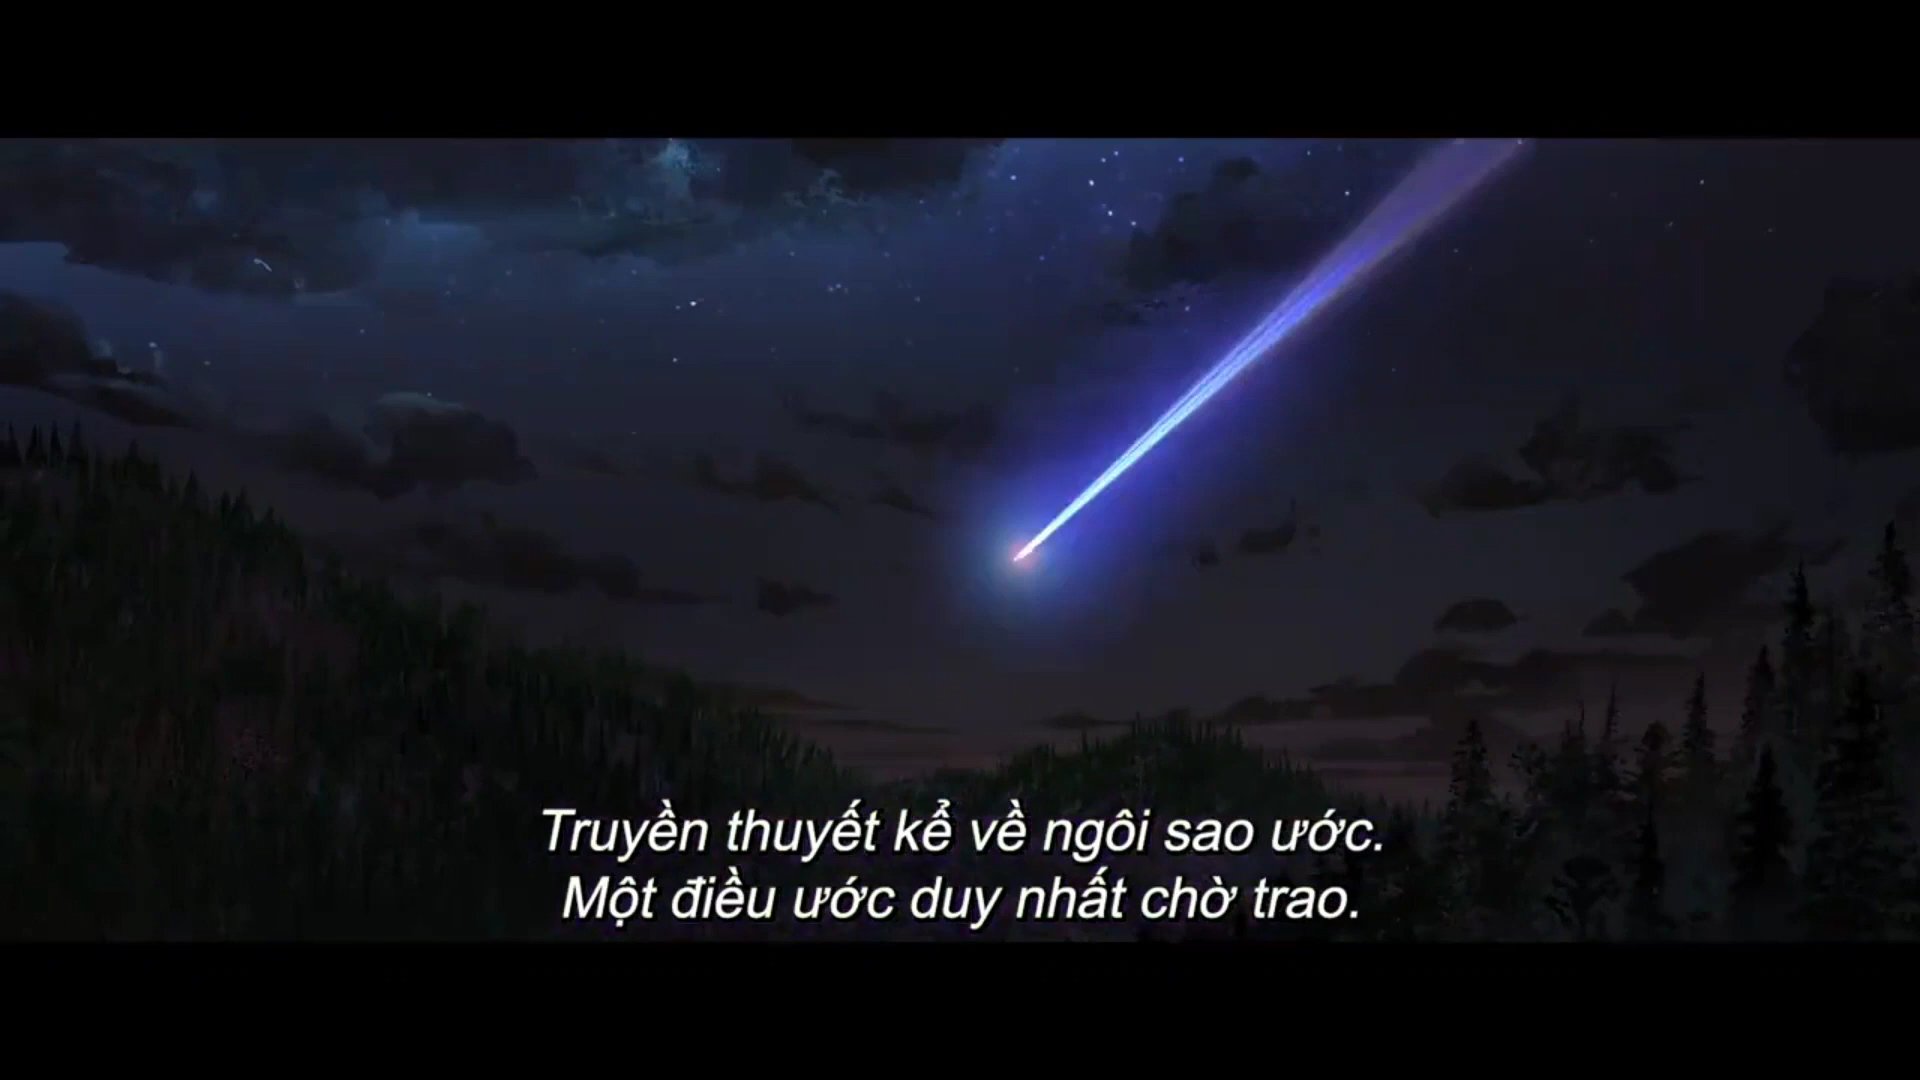 Truyền thuyết kể về ngôi sao ước.
Một điều ước duy nhất chờ trao.